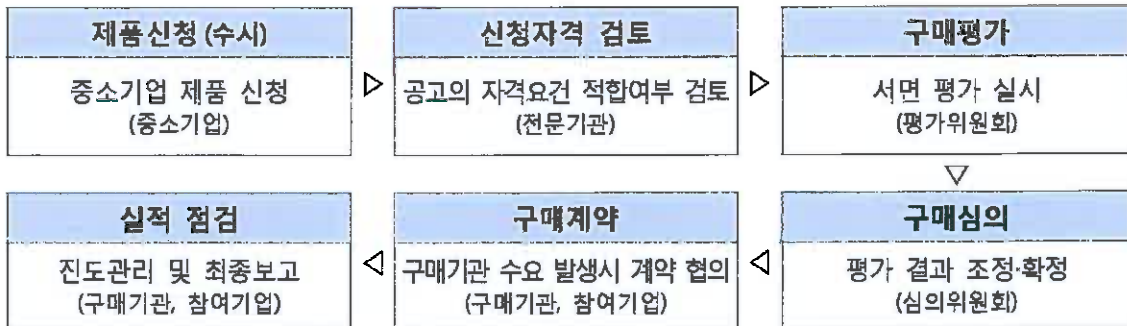 제품신청(수시)
중소기업 제품 신청
(중소기업)
신청자격 검토
공고의 자격요건 적합여부 검토
(전문기관)
구매평가
서면 평가 실시
(평가위원회)
구매심의
평가 결과 조정·확정
(심의위원회)
구매계약
구매기관 수요 발생시 계약 협의
(구매기관, 참여기업)
실적 점검
진도관리 및 최종보고
(구매기관, 참여기업)